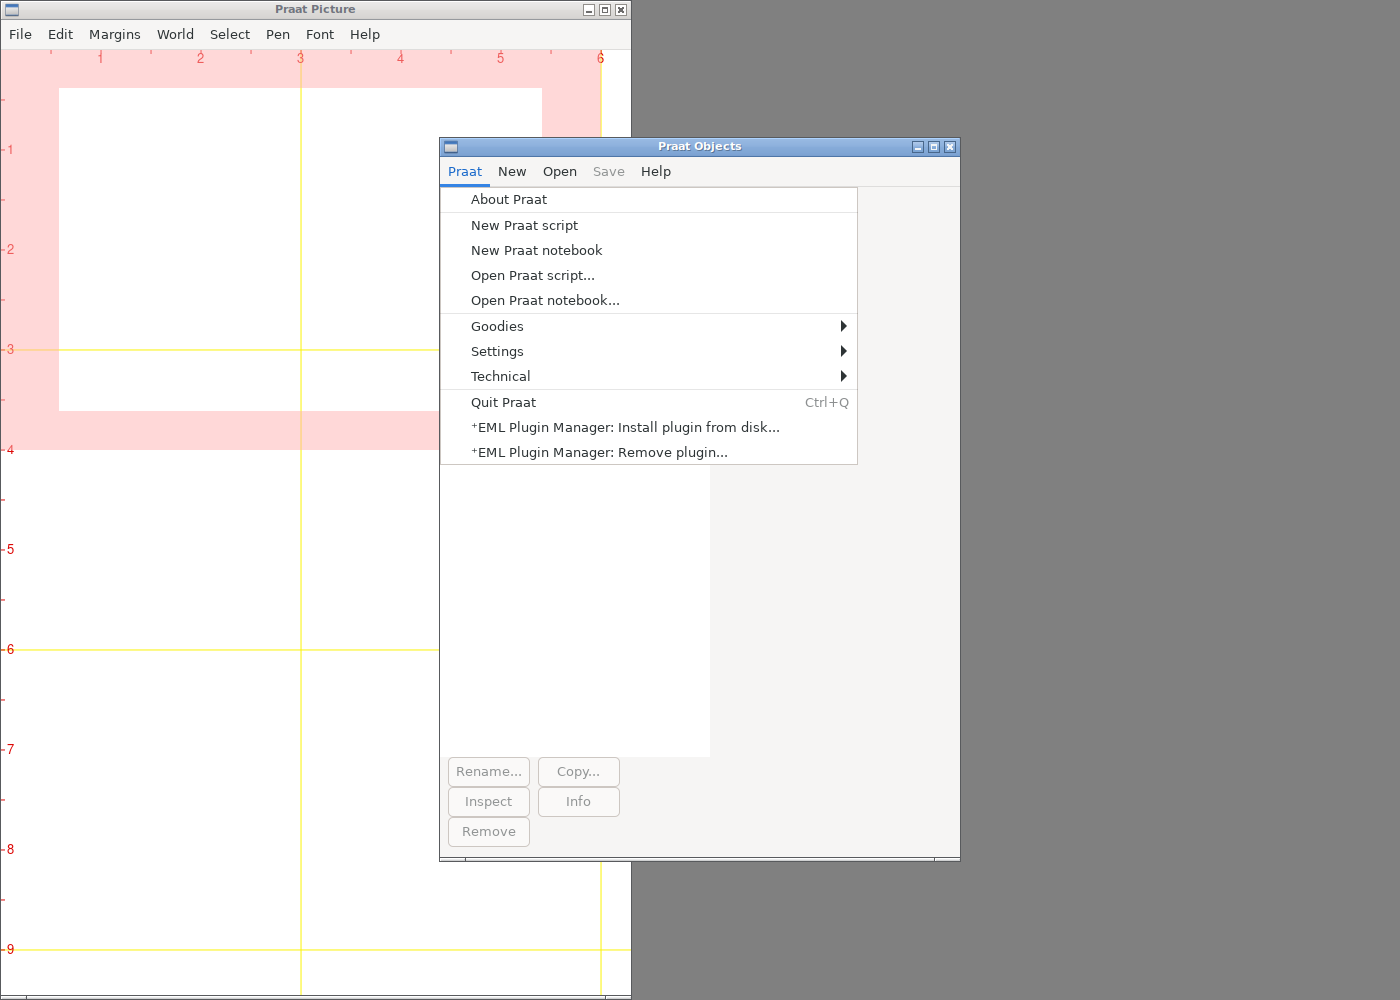 Praat Picture
File Edit Margins World Select Pen Font Help
1 2 3 4 5 6
1
2
3
4
5
6
7
8
9
Praat Objects
Praat New Open Save Help
About Praat
New Praat script
New Praat notebook
Open Praat script...
Open Praat notebook...
Goodies
Settings
Technical
Quit Praat Ctrl+Q
⁺EML Plugin Manager: Install plugin from disk...
⁺EML Plugin Manager: Remove plugin...
Rename... Copy...
Inspect Info
Remove